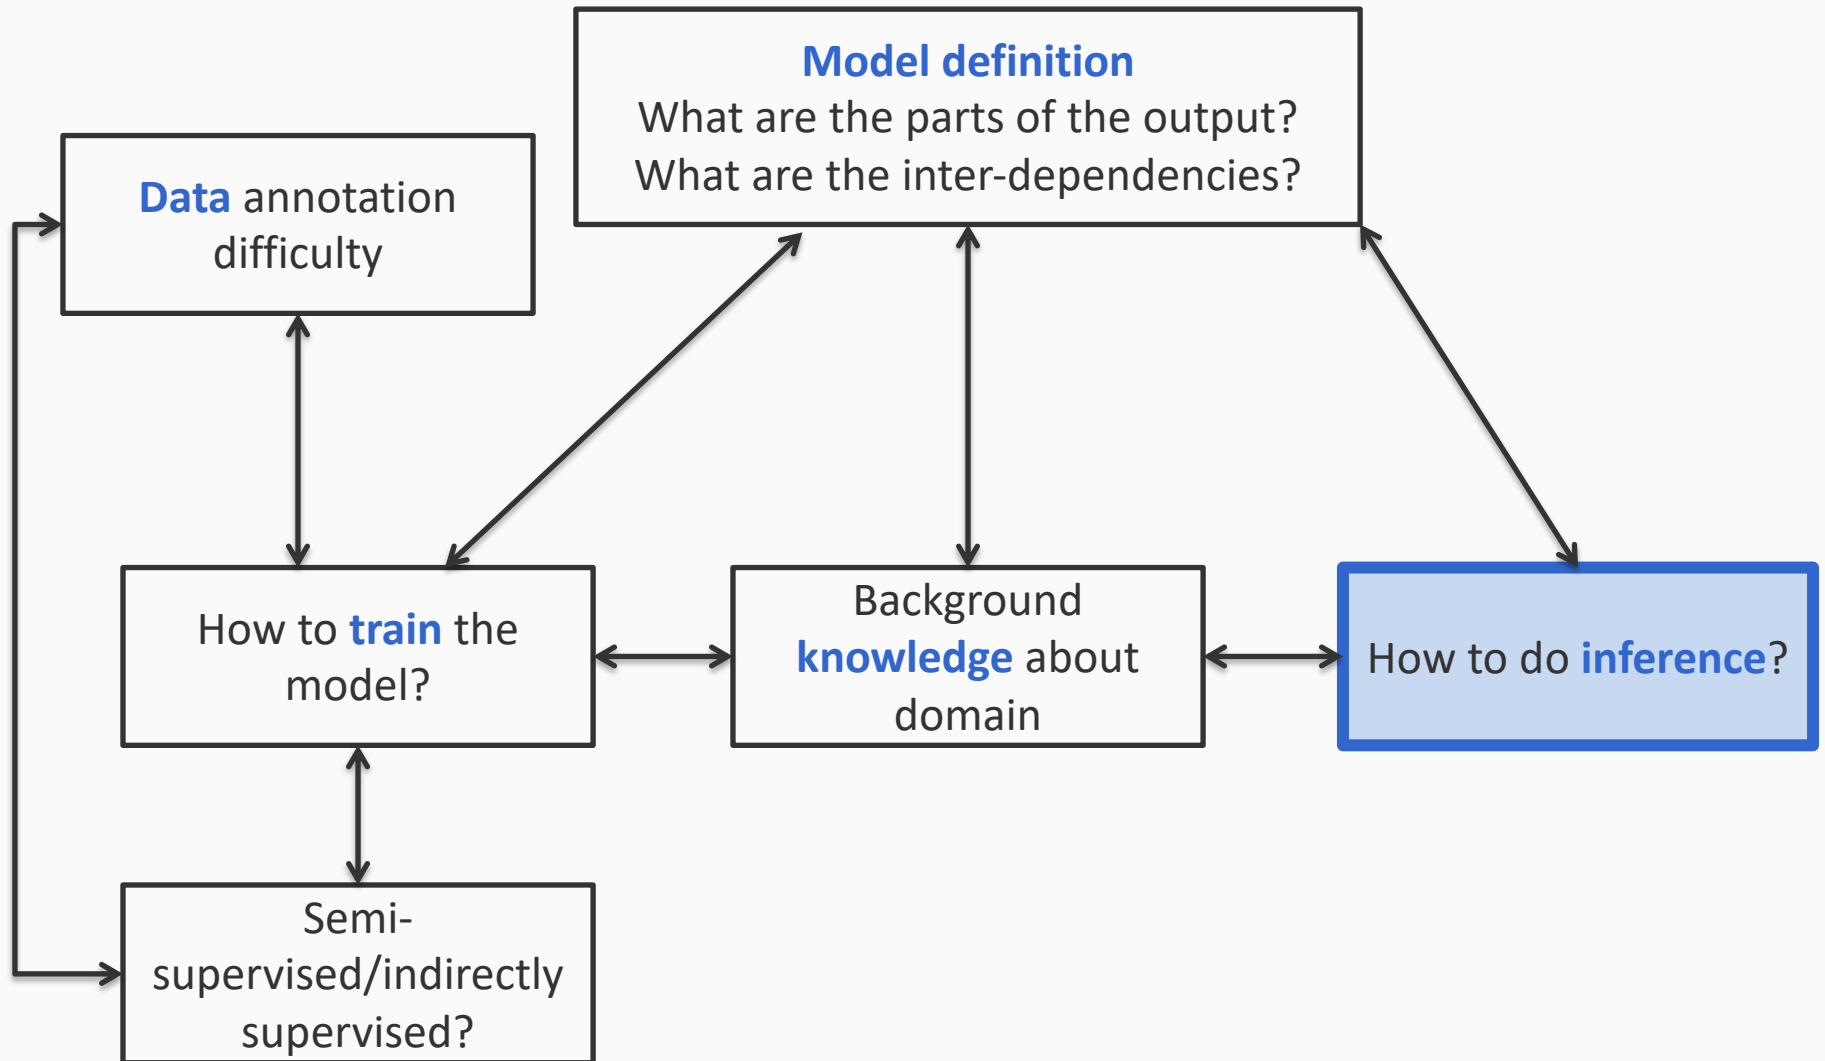 Model definition
What are the parts of the output?
What are the inter-dependencies?
Data annotation
difficulty
How to train the
model?
Background
knowledge about
domain
How to do inference?
Semi-
supervised/indirectly
supervised?